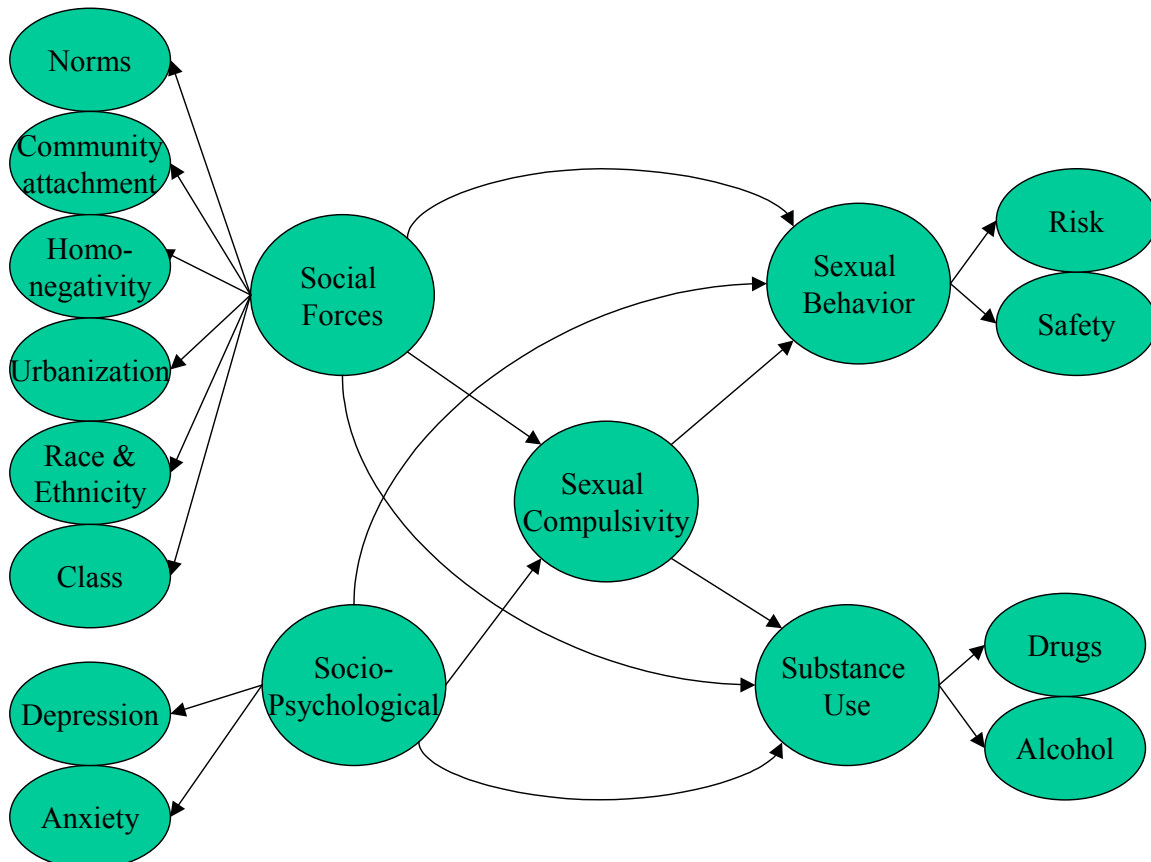 Norms
Community
attachment
Homo-
negativity
Urbanization
Race &
Ethnicity
Class
Depression
Anxiety
Social
Forces
Socio-
Psychological
Sexual
Compulsivity
Sexual
Behavior
Substance
Use
Risk
Safety
Drugs
Alcohol